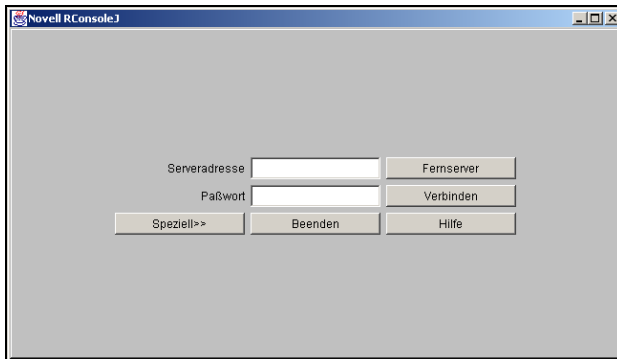 Novell RConsoleJ
Serveradresse Fernserver
Paßwort Verbinden
Speziell>> Beenden Hilfe